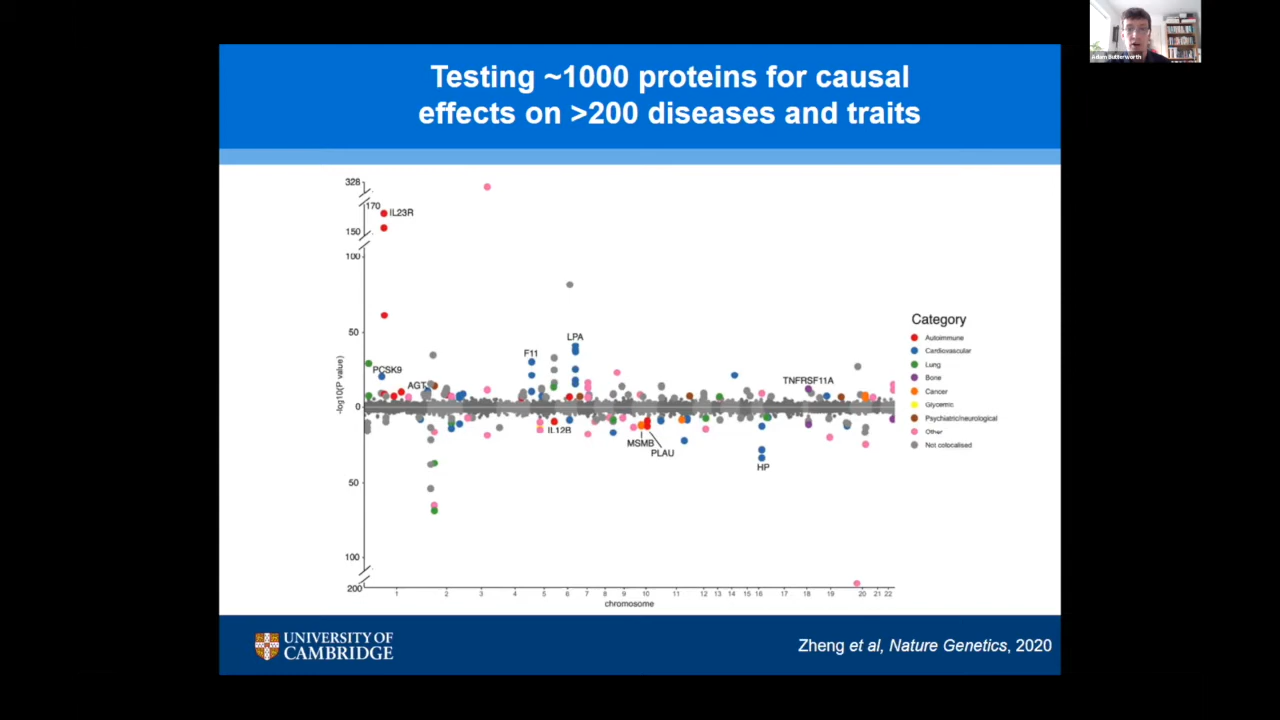 Adam Butterworth
Testing ~1000 proteins for causal
effects on >200 diseases and traits
328
170
IL23R
150
100
50
LPA
F11
PCSK9
AGT
TNFRSF11A
0
IL12B
MSMB
PLAU
HP
50
100
200
-log10(P value)
1 2 3 4 5 6 7 8 9 10 11 12 13 14 15 16 17 18 19 20 21 22
chromosome
Category
Autoimmune
Cardiovascular
Lung
Bone
Cancer
Glycemic
Psychiatric/neurological
Other
Not colocalised
UNIVERSITY OF
CAMBRIDGE
Zheng et al, Nature Genetics, 2020